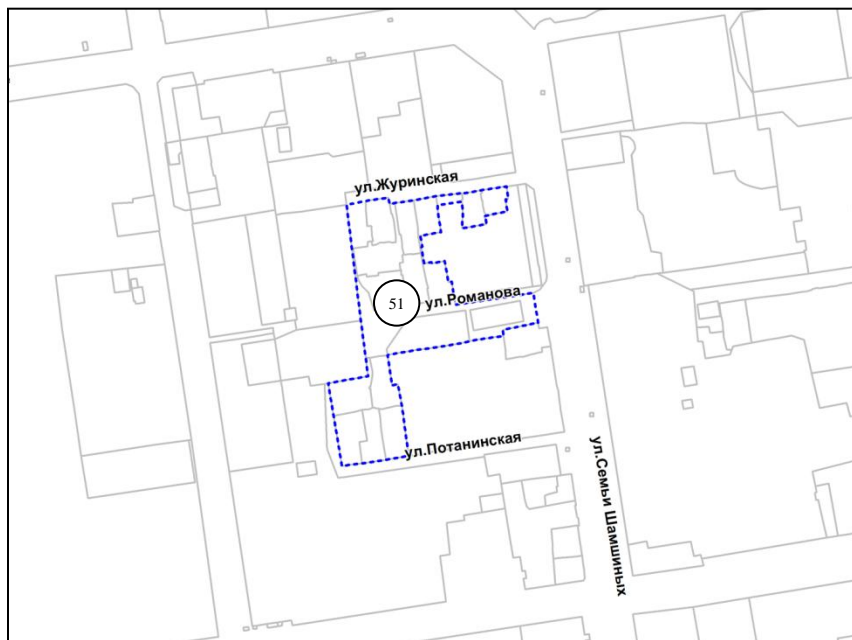 ул.Журинская
ул.Романова
51
ул.Потанинская
ул.Семьи Шамшиных